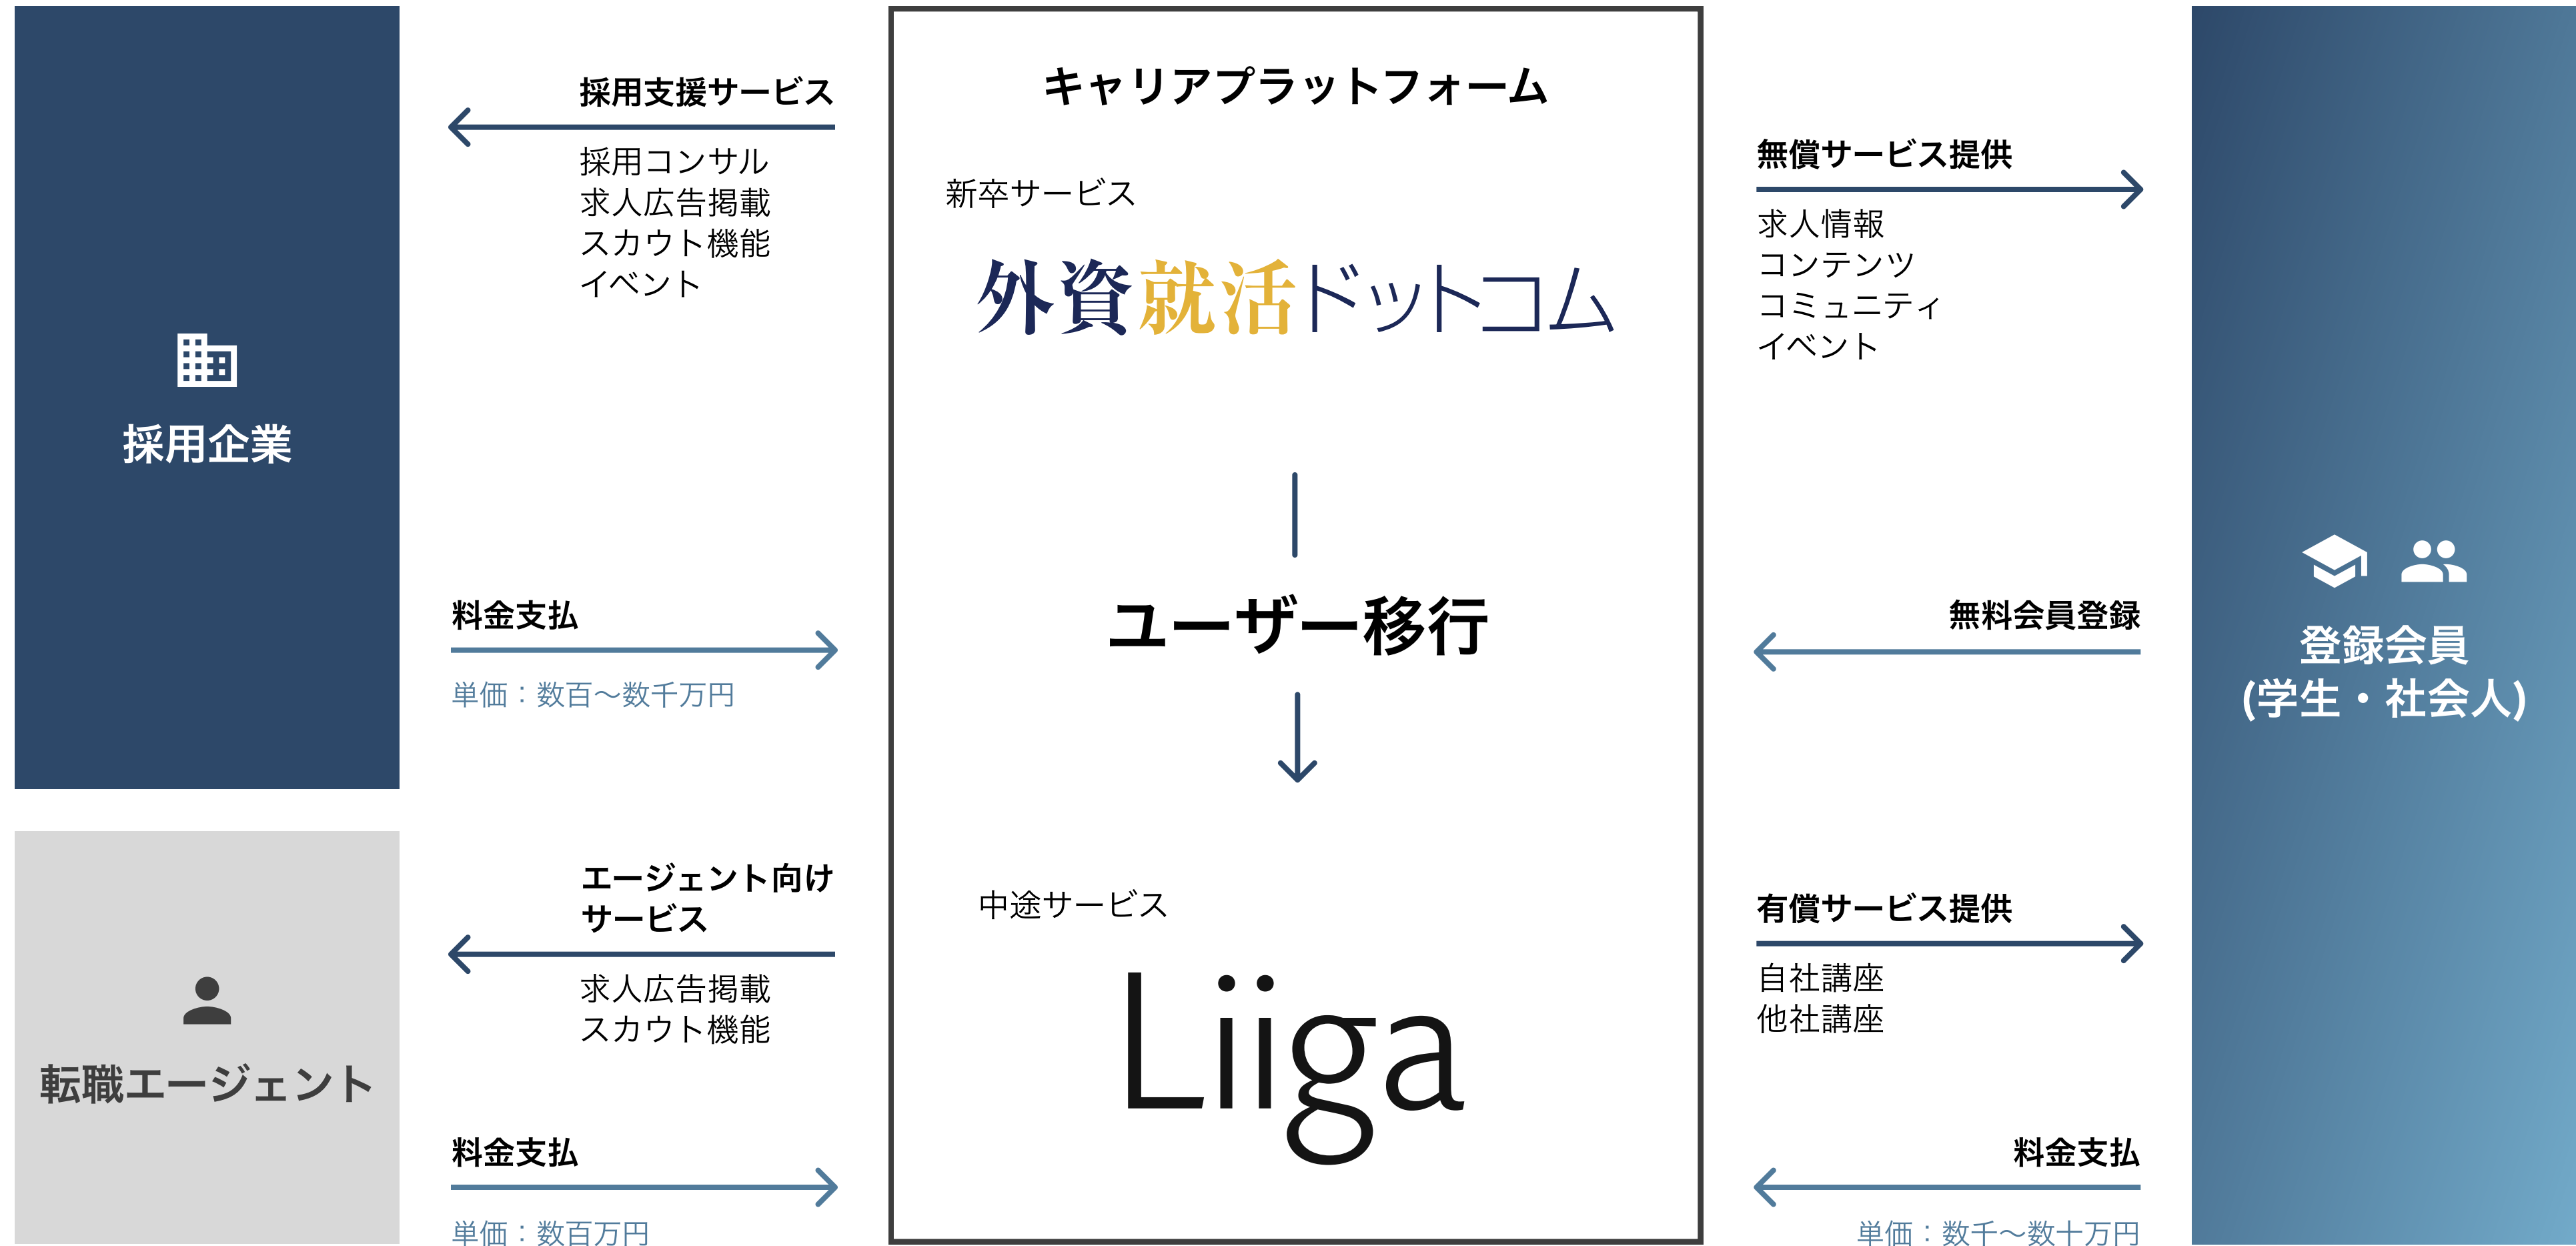 採用企業
採用支援サービス
採用コンサル
求人広告掲載
スカウト機能
イベント
料金支払
単価：数百〜数千万円
転職エージェント
エージェント向け
サービス
求人広告掲載
スカウト機能
料金支払
単価：数百万円
キャリアプラットフォーム
新卒サービス
外資就活ドットコム
ユーザー移行
中途サービス
Liiga
無償サービス提供
求人情報
コンテンツ
コミュニティ
イベント
無料会員登録
有償サービス提供
自社講座
他社講座
料金支払
単価：数千〜数十万円
登録会員
(学生・社会人)